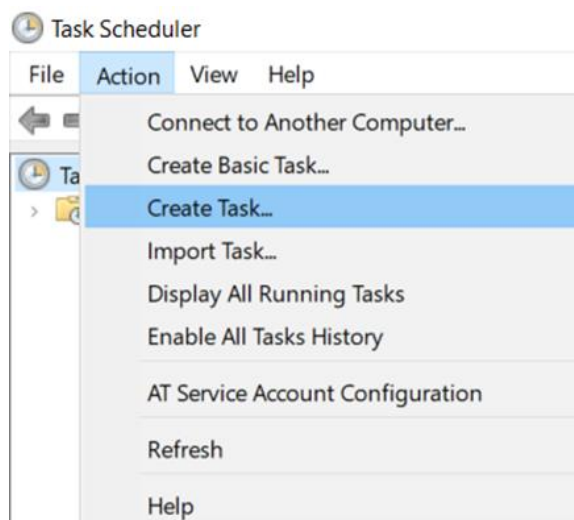 Task Scheduler
File Action View Help
Connect to Another Computer...
Ta
Create Basic Task...
Create Task...
Import Task...
Display All Running Tasks
Enable All Tasks History
AT Service Account Configuration
Refresh
Help